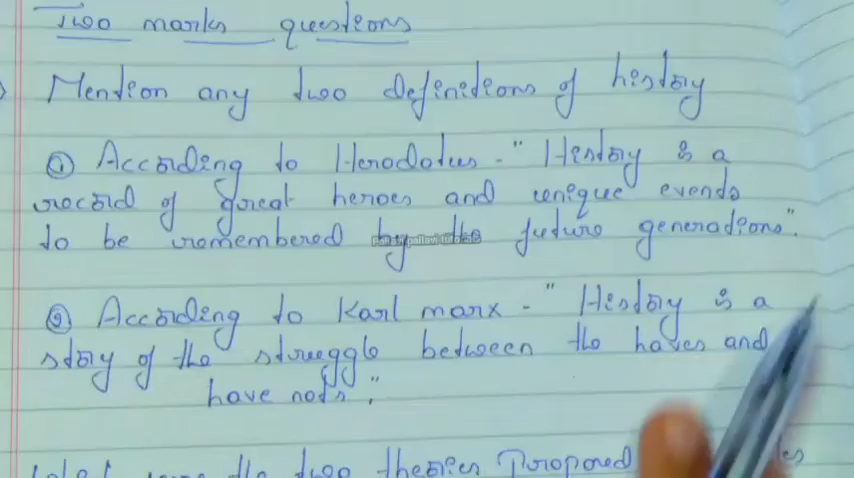 Two marks questions
Mention any two definitions of history
① According to Herodotus - " History is a
record of great heroes and unique events
to be remembered by the future generations".
② According to Karl marx - " History is a
story of the struggle between the haves and
have nots".
the two theories Proposed